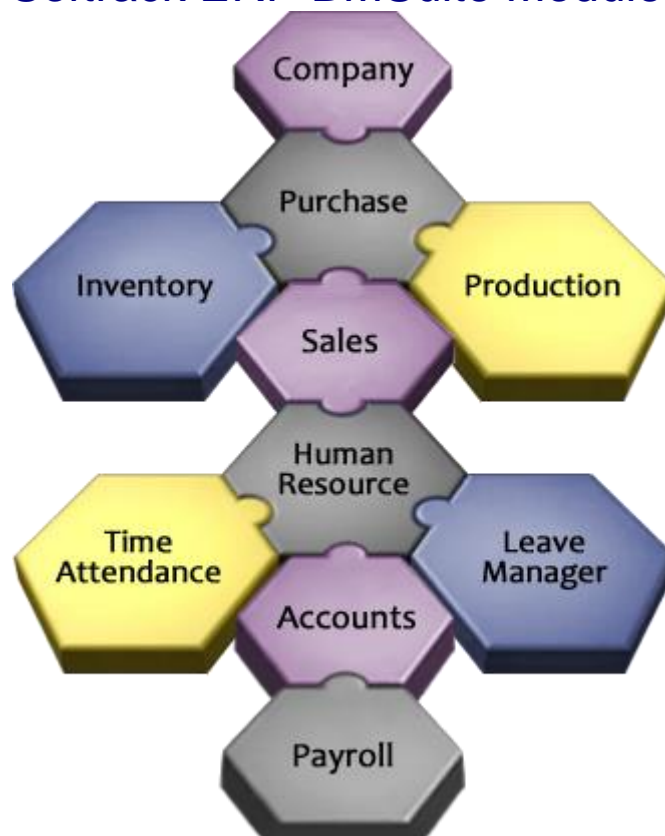 Company
Purchase
Inventory
Production
Sales
Human
Resource
Time
Attendance
Leave
Manager
Accounts
Payroll